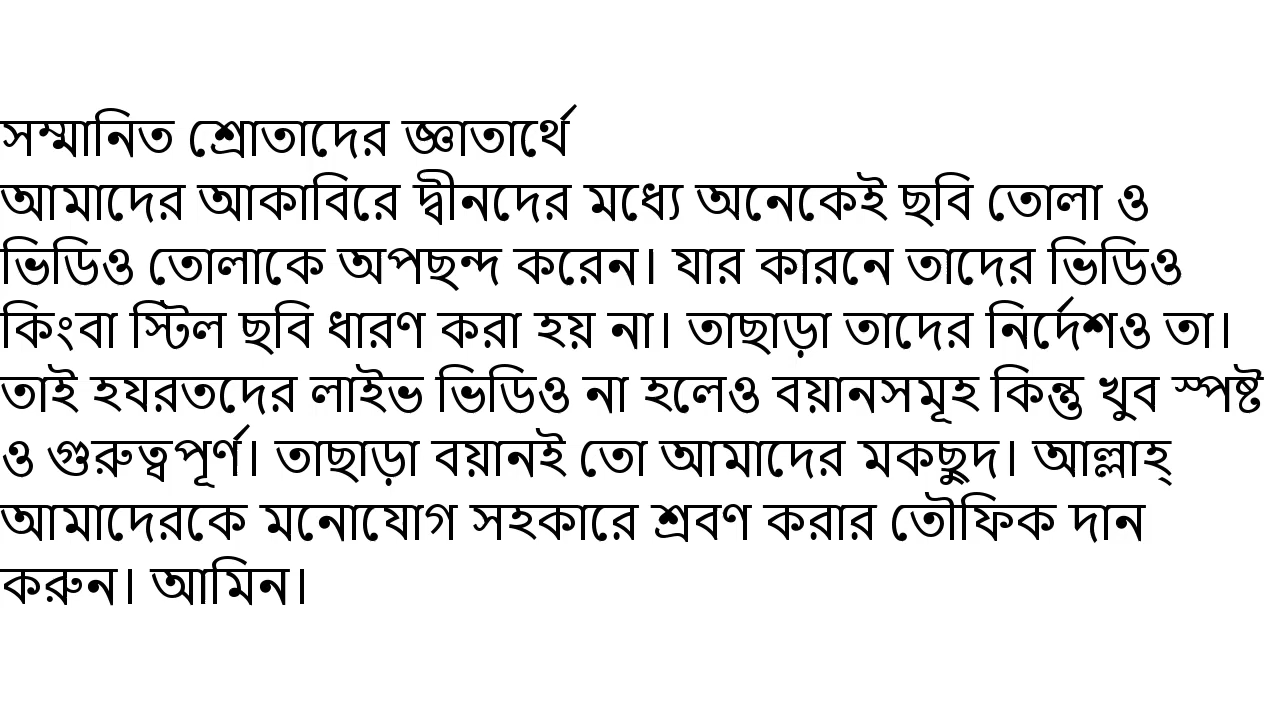 সম্মানিত শ্রোতাদের জ্ঞাতার্থে
আমাদের আকাবিরে দ্বীনদের মধ্যে অনেকেই ছবি তোলা ও
ভিডিও তোলাকে অপছন্দ করেন। যার কারনে তাদের ভিডিও
কিংবা স্টিল ছবি ধারণ করা হয় না। তাছাড়া তাদের নির্দেশও তা।
তাই হযরতদের লাইভ ভিডিও না হলেও বয়ানসমূহ কিন্তু খুব স্পষ্ট
ও গুরুত্বপূর্ণ। তাছাড়া বয়ানই তো আমাদের মকছুদ। আল্লাহ্
আমাদেরকে মনোযোগ সহকারে শ্রবণ করার তৌফিক দান
করুন। আমিন।